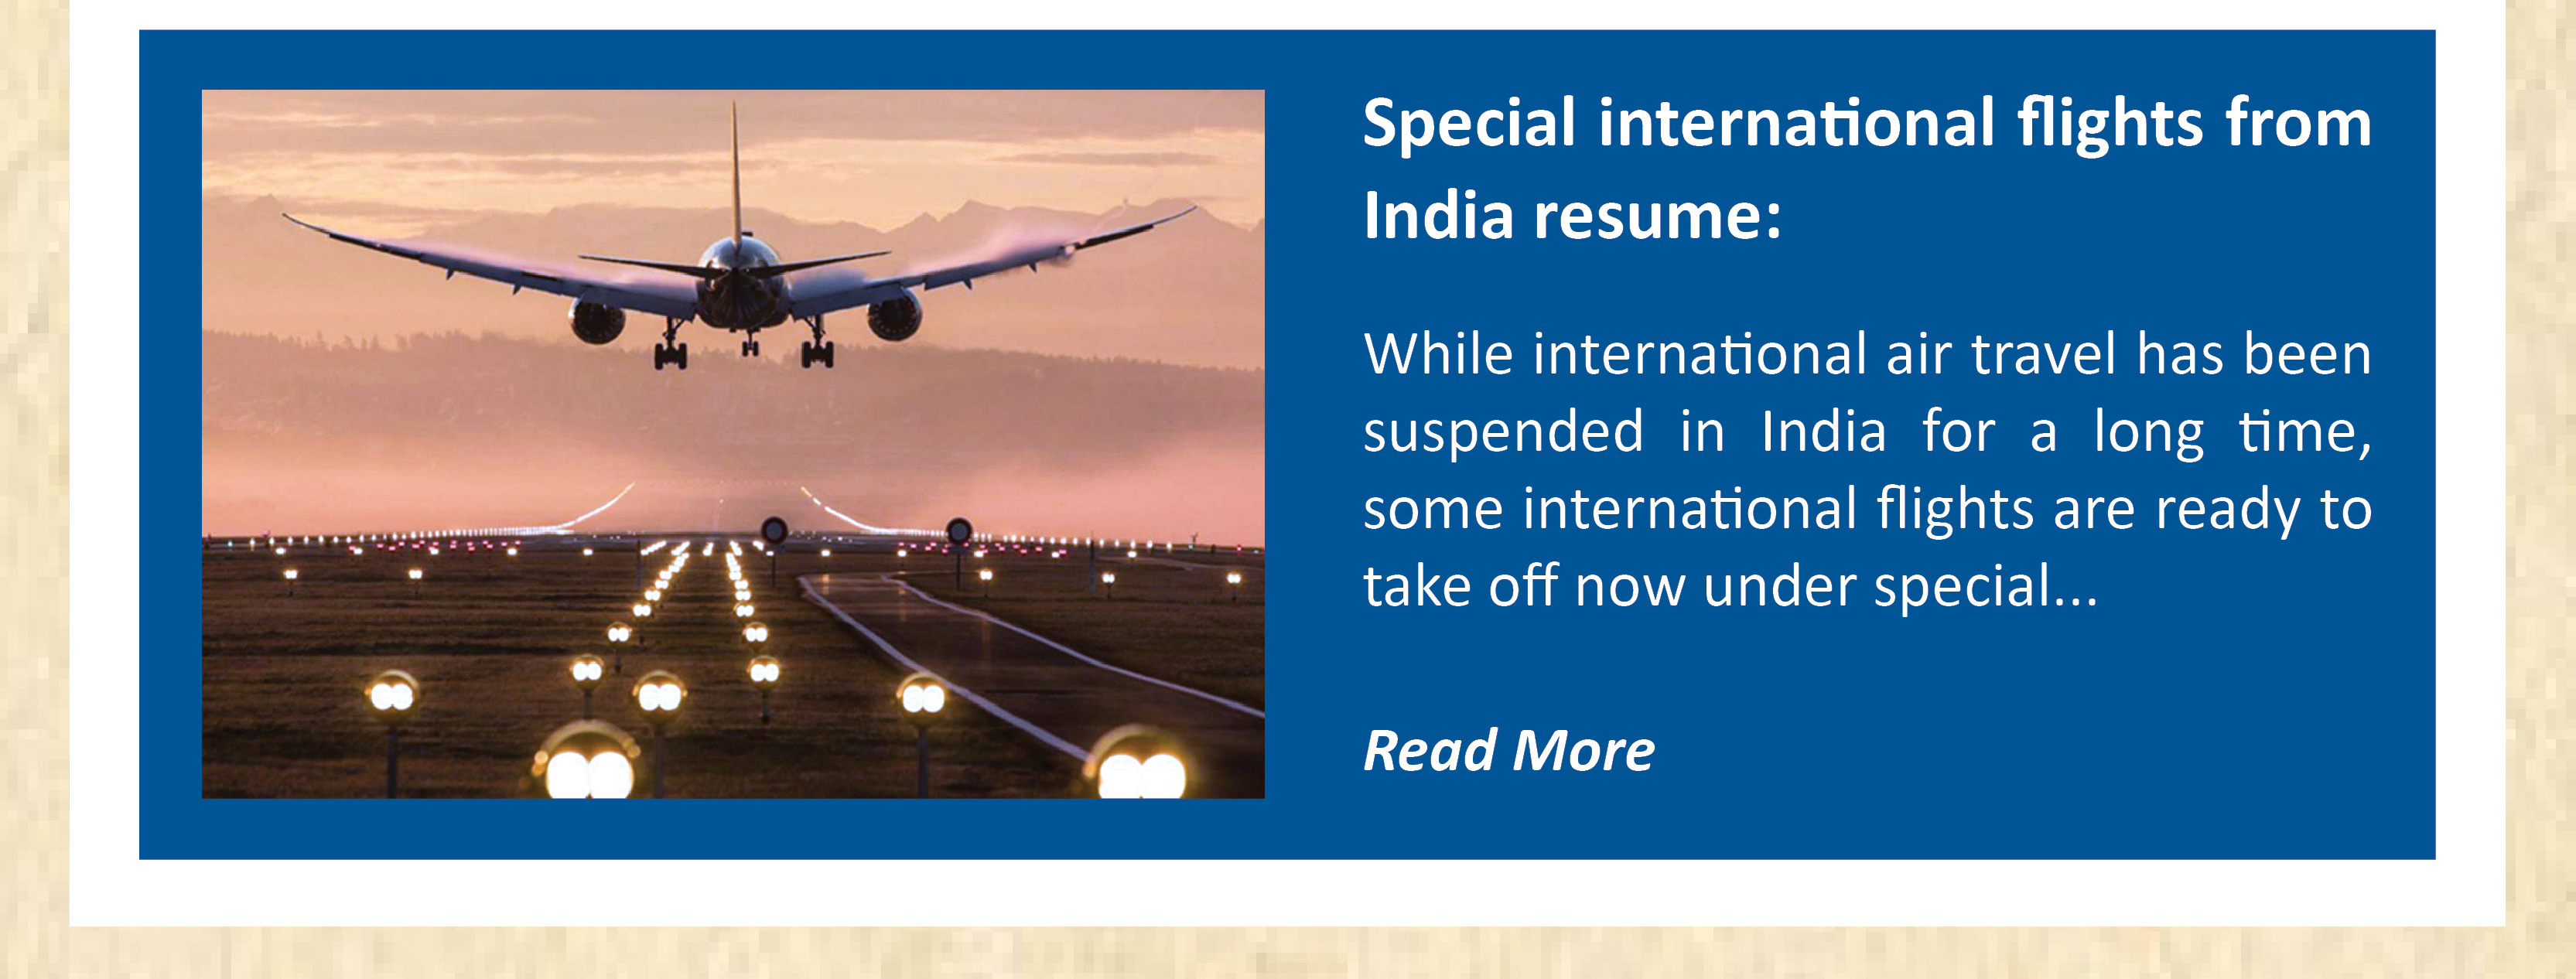 Special international flights from
India resume:
While international air travel has been
suspended in India for a long time,
some international flights are ready to
take off now under special...
Read More